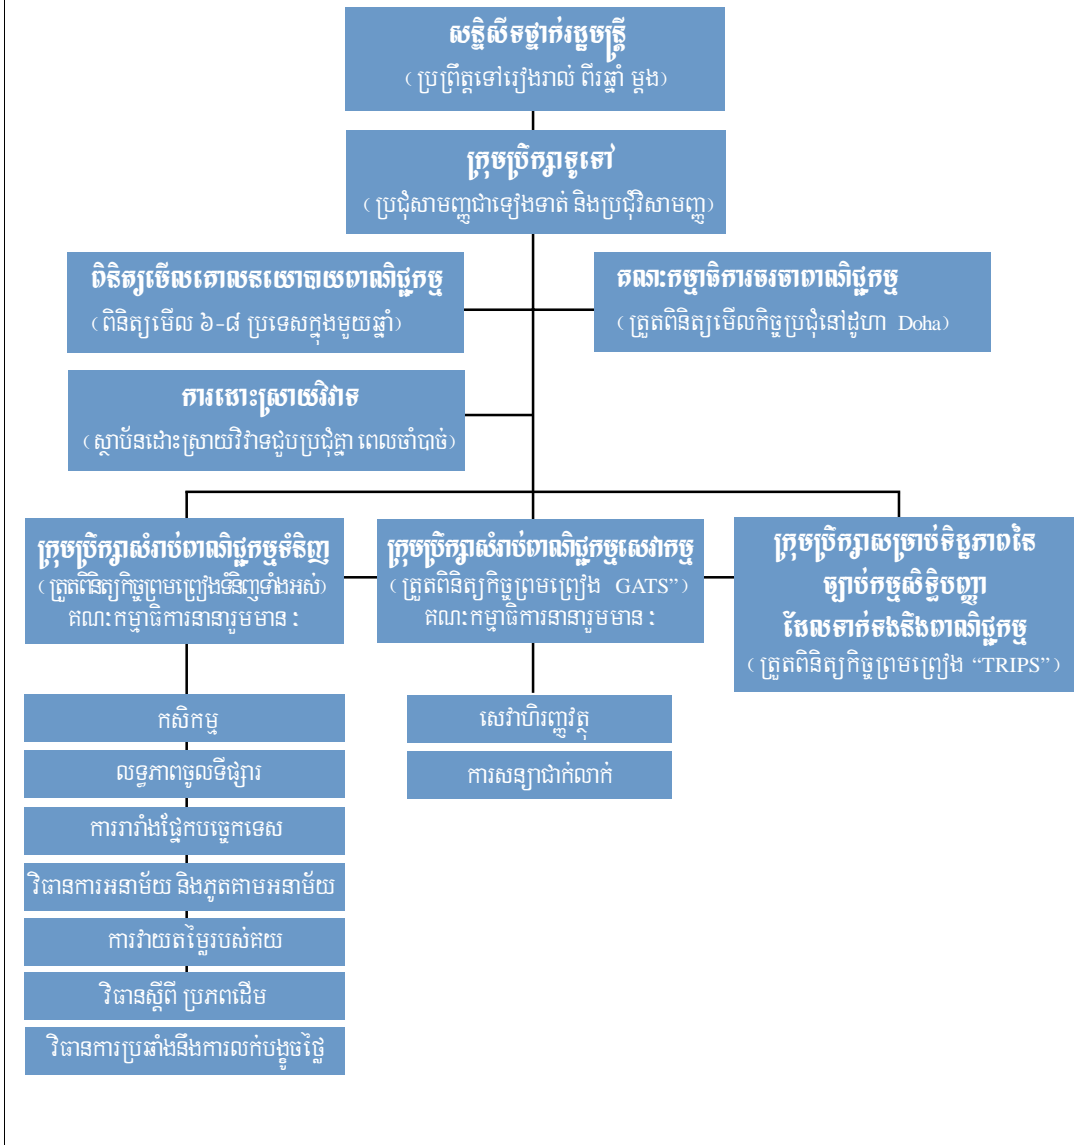 សន្និសីទថ្នាក់រដ្ឋមន្ត្រី
( ប្រព្រឹត្តទៅរៀងរាល់ ពីរឆ្នាំ ម្តង)
ក្រុមប្រឹក្សាទូទៅ
( ប្រជុំសាមញ្ញជាទៀងទាត់ និងប្រជុំវិសាមញ្ញ)
ពិនិត្យមើលគោលនយោបាយពាណិជ្ជកម្ម
( ពិនិត្យមើល ៦-៨ ប្រទេសក្នុងមួយឆ្នាំ)
គណៈកម្មាធិការចរចាពាណិជ្ជកម្ម
( ត្រួតពិនិត្យមើលកិច្ចប្រជុំនៅដូហា Doha)
ការដោះស្រាយវិវាទ
( ស្ថាប័នដោះស្រាយវិវាទជួបប្រជុំគ្នា ពេលចាំបាច់)
ក្រុមប្រឹក្សាសំរាប់ពាណិជ្ជកម្មទំនិញ
( ត្រួតពិនិត្យកិច្ចព្រមព្រៀងទំនិញទាំងអស់)
គណៈកម្មាធិការនានារួមមាន ៖
ក្រុមប្រឹក្សាសំរាប់ពាណិជ្ជកម្មសេវាកម្ម
( ត្រួតពិនិត្យកិច្ចព្រមព្រៀង GATS”)
គណៈកម្មាធិការនានារួមមាន ៖
ក្រុមប្រឹក្សាសម្រាប់ទិដ្ឋភាពនៃ
ច្បាប់កម្មសិទ្ធិបញ្ញា
ដែលទាក់ទងនឹងពាណិជ្ជកម្ម
( ត្រួតពិនិត្យកិច្ចព្រមព្រៀង “TRIPS”)
កសិកម្ម
លទ្ធភាពចូលទីផ្សារ
ការរារាំងផ្នែកបច្ចេកទេស
វិធានការអនាម័យ និងភូតគាមអនាម័យ
ការវាយតម្លៃរបស់គយ
វិធានស្តីពី ប្រភពដើម
វិធានការប្រឆាំងនឹងការលក់បង្ខូចថ្លៃ
សេវាហិរញ្ញវត្ថុ
ការសន្យាជាក់លាក់